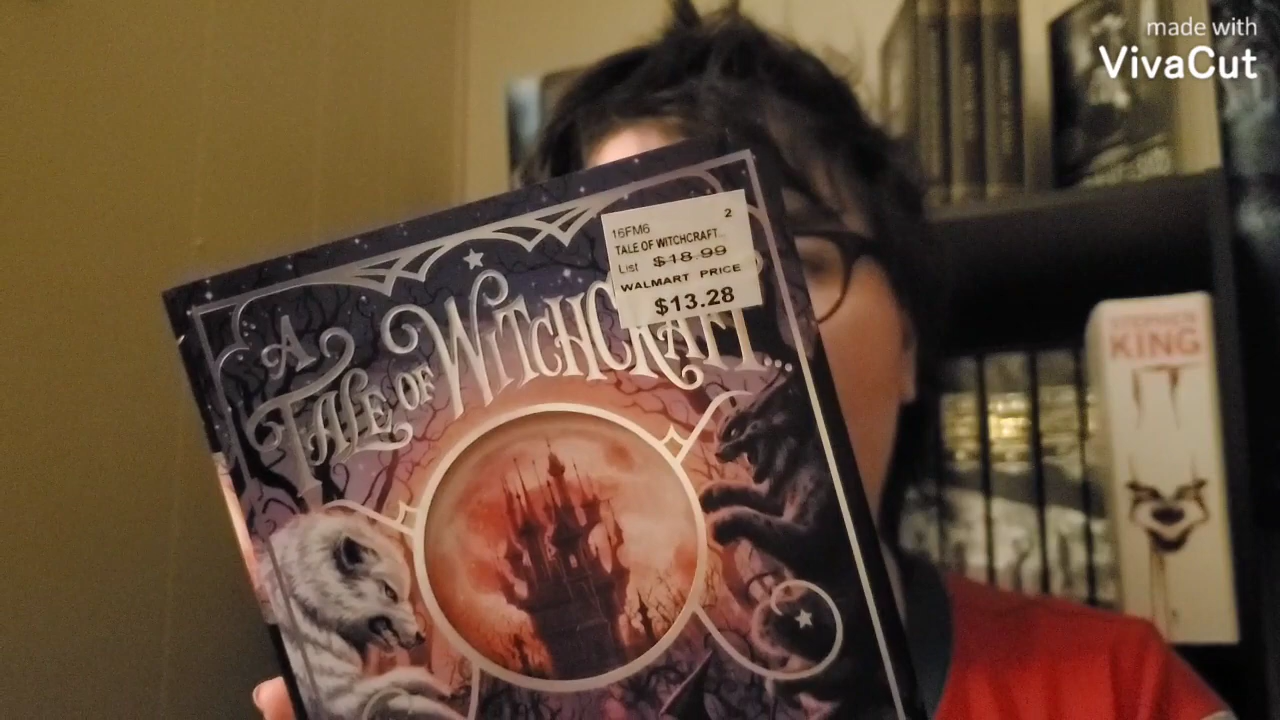 made with
VivaCut
16FM6 2
TALE OF WITCHCRAFT...
List $18.99
WALMART PRICE
$13.28
A
TALE OF WITCHCRAFT...
KING
IT